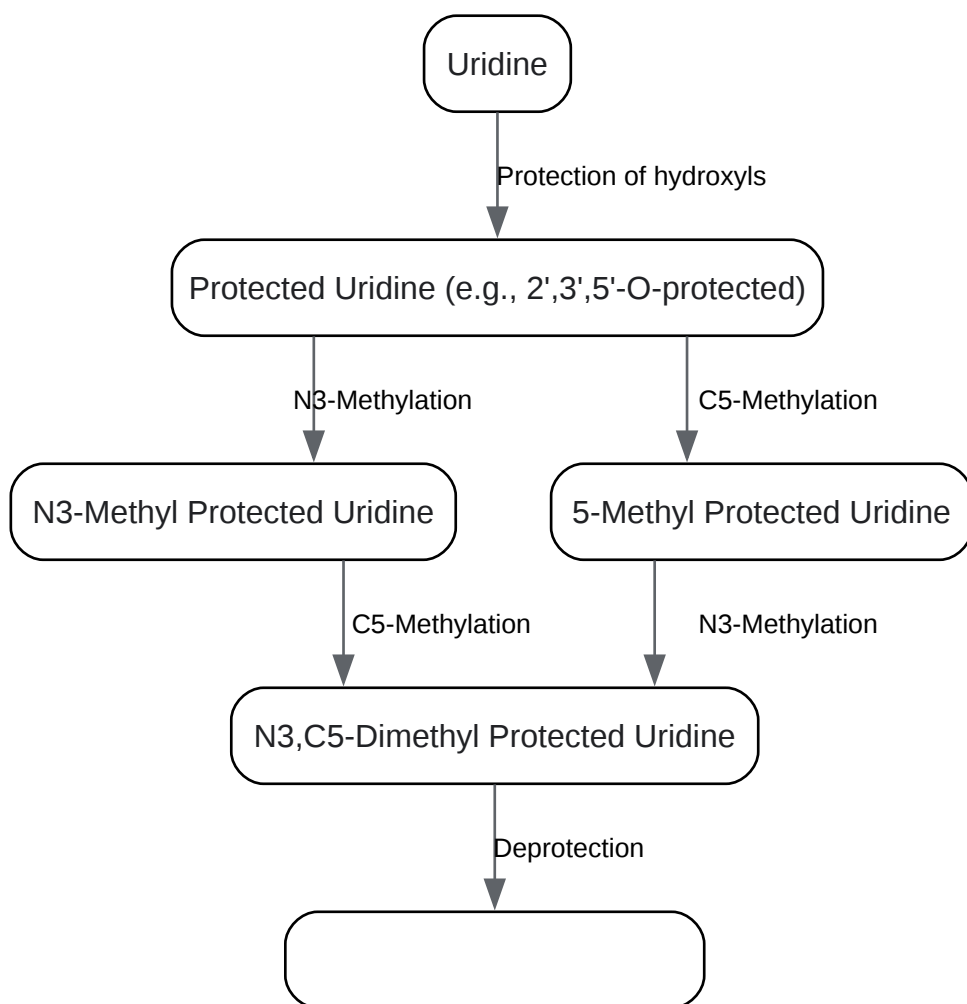 Uridine
Protection of hydroxyls
Protected Uridine (e.g., 2',3',5'-O-protected)
N3-Methylation
C5-Methylation
N3-Methyl Protected Uridine
5-Methyl Protected Uridine
C5-Methylation
N3-Methylation
N3,C5-Dimethyl Protected Uridine
Deprotection